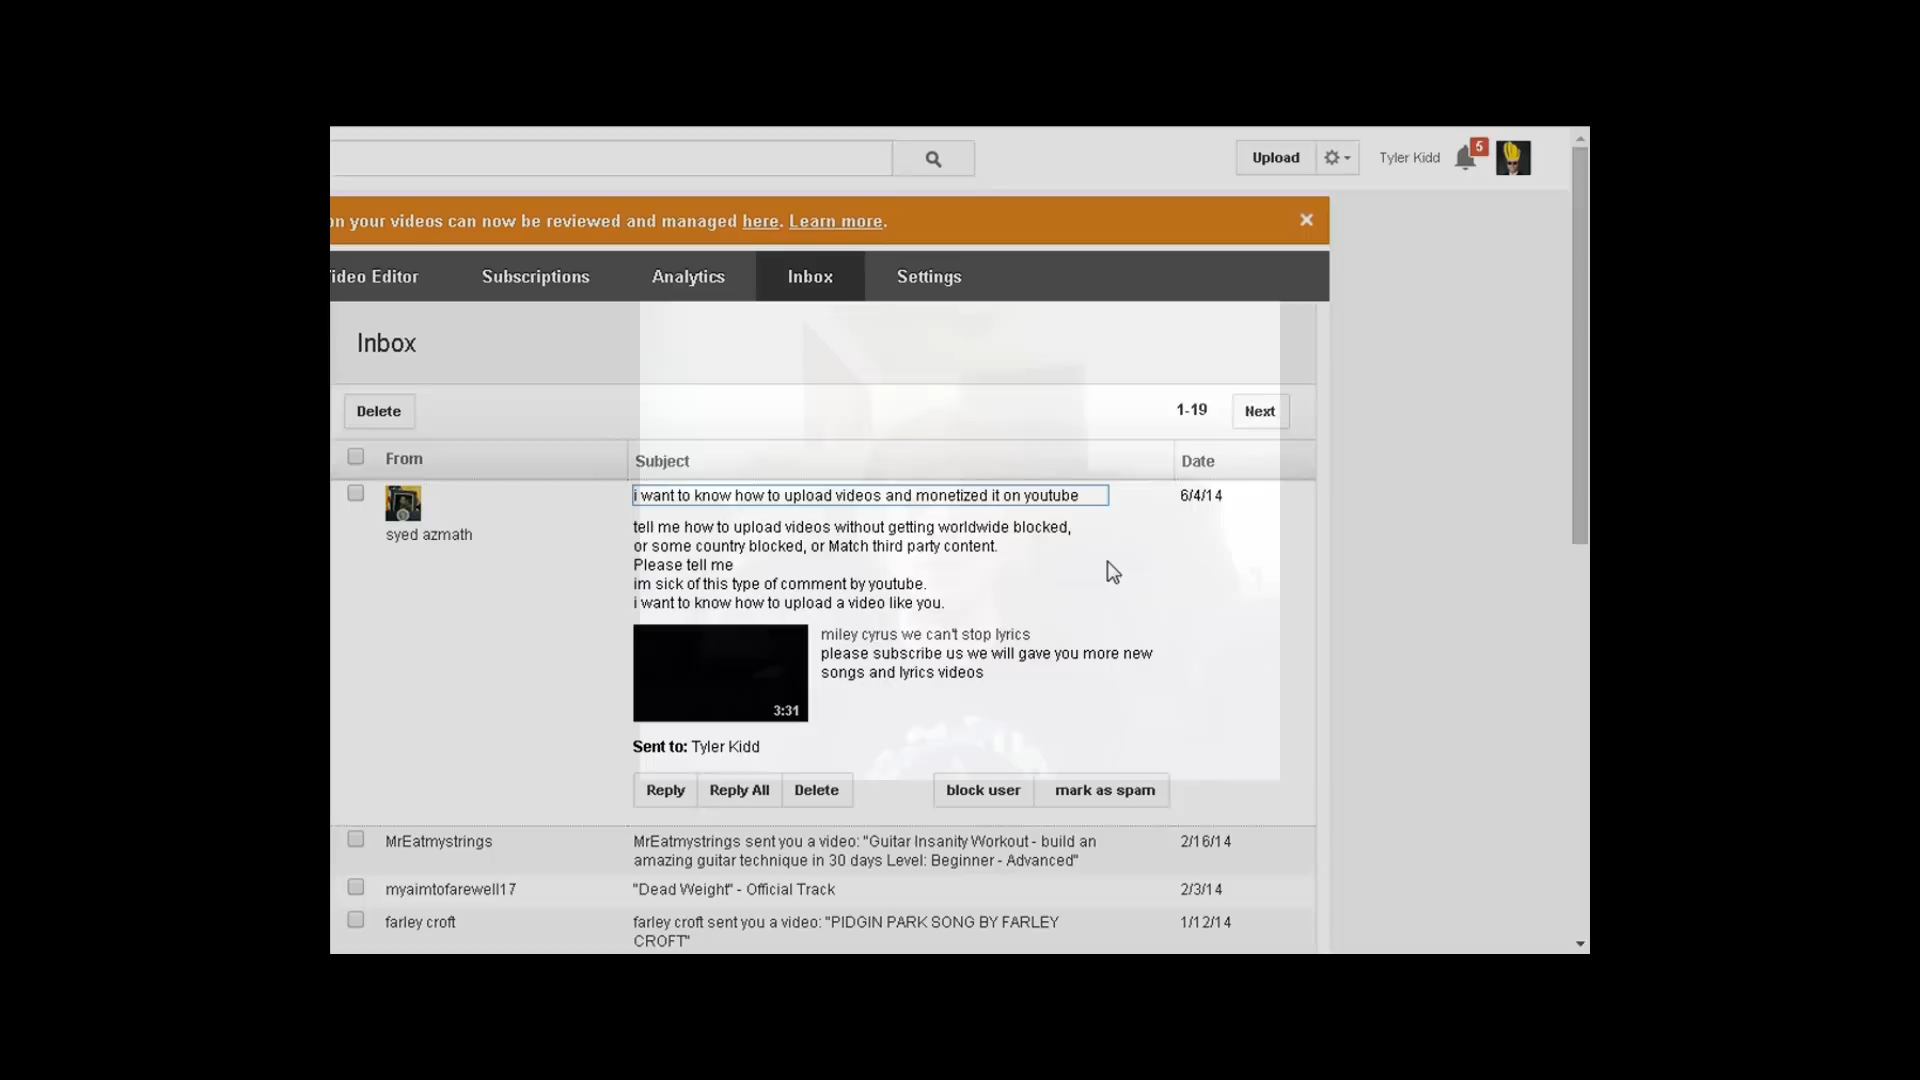 Upload
Tyler Kidd
5
on your videos can now be reviewed and managed here. Learn more.
Video Editor Subscriptions Analytics Inbox Settings
Inbox
Delete 1-19 Next
From Subject Date
syed azmath
i want to know how to upload videos and monetized it on youtube 6/4/14
tell me how to upload videos without getting worldwide blocked,
or some country blocked, or Match third party content.
Please tell me
im sick of this type of comment by youtube.
i want to know how to upload a video like you.
3:31
miley cyrus we can't stop lyrics
please subscribe us we will gave you more new
songs and lyrics videos
Sent to: Tyler Kidd
Reply Reply All Delete block user mark as spam
MrEatmystrings MrEatmystrings sent you a video: "Guitar Insanity Workout - build an 2/16/14
amazing guitar technique in 30 days Level: Beginner - Advanced"
myaimtofarewell17 "Dead Weight" - Official Track 2/3/14
farley croft farley croft sent you a video: "PIDGIN PARK SONG BY FARLEY 1/12/14
CROFT"